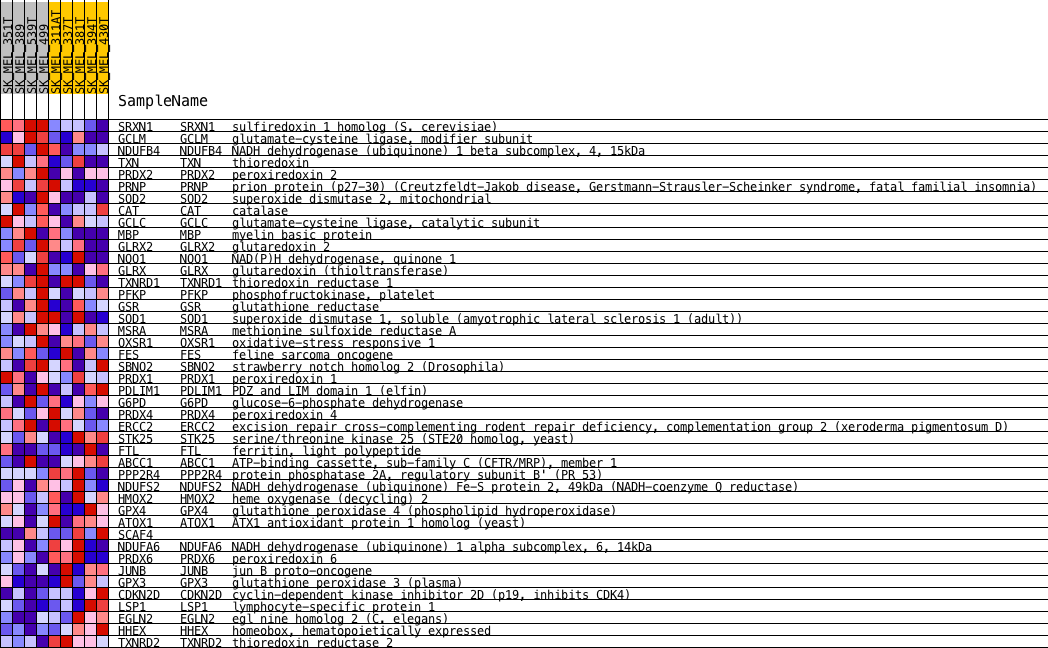 SK_MEL_351T
SK_MEL_389
SK_MEL_539T
SK_MEL_499
SK_MEL_311AT
SK_MEL_337T
SK_MEL_381T
SK_MEL_394T
SK_MEL_430T
SampleName
SRXN1 SRXN1 sulfiredoxin 1 homolog (S. cerevisiae)
GCLM GCLM glutamate-cysteine ligase, modifier subunit
NDUFB4 NDUFB4 NADH dehydrogenase (ubiquinone) 1 beta subcomplex, 4, 15kDa
TXN TXN thioredoxin
PRDX2 PRDX2 peroxiredoxin 2
PRNP PRNP prion protein (p27-30) (Creutzfeldt-Jakob disease, Gerstmann-Strausler-Scheinker syndrome, fatal familial insomnia)
SOD2 SOD2 superoxide dismutase 2, mitochondrial
CAT CAT catalase
GCLC GCLC glutamate-cysteine ligase, catalytic subunit
MBP MBP myelin basic protein
GLRX2 GLRX2 glutaredoxin 2
NQO1 NQO1 NAD(P)H dehydrogenase, quinone 1
GLRX GLRX glutaredoxin (thioltransferase)
TXNRD1 TXNRD1 thioredoxin reductase 1
PFKP PFKP phosphofructokinase, platelet
GSR GSR glutathione reductase
SOD1 SOD1 superoxide dismutase 1, soluble (amyotrophic lateral sclerosis 1 (adult))
MSRA MSRA methionine sulfoxide reductase A
OXSR1 OXSR1 oxidative-stress responsive 1
FES FES feline sarcoma oncogene
SBNO2 SBNO2 strawberry notch homolog 2 (Drosophila)
PRDX1 PRDX1 peroxiredoxin 1
PDLIM1 PDLIM1 PDZ and LIM domain 1 (elfin)
G6PD G6PD glucose-6-phosphate dehydrogenase
PRDX4 PRDX4 peroxiredoxin 4
ERCC2 ERCC2 excision repair cross-complementing rodent repair deficiency, complementation group 2 (xeroderma pigmentosum D)
STK25 STK25 serine/threonine kinase 25 (STE20 homolog, yeast)
FTL FTL ferritin, light polypeptide
ABCC1 ABCC1 ATP-binding cassette, sub-family C (CFTR/MRP), member 1
PPP2R4 PPP2R4 protein phosphatase 2A, regulatory subunit B' (PR 53)
NDUFS2 NDUFS2 NADH dehydrogenase (ubiquinone) Fe-S protein 2, 49kDa (NADH-coenzyme Q reductase)
HMOX2 HMOX2 heme oxygenase (decycling) 2
GPX4 GPX4 glutathione peroxidase 4 (phospholipid hydroperoxidase)
ATOX1 ATOX1 ATX1 antioxidant protein 1 homolog (yeast)
SCAF4
NDUFA6 NDUFA6 NADH dehydrogenase (ubiquinone) 1 alpha subcomplex, 6, 14kDa
PRDX6 PRDX6 peroxiredoxin 6
JUNB JUNB jun B proto-oncogene
GPX3 GPX3 glutathione peroxidase 3 (plasma)
CDKN2D CDKN2D cyclin-dependent kinase inhibitor 2D (p19, inhibits CDK4)
LSP1 LSP1 lymphocyte-specific protein 1
EGLN2 EGLN2 egl nine homolog 2 (C. elegans)
HHEX HHEX homeobox, hematopoietically expressed
TXNRD2 TXNRD2 thioredoxin reductase 2